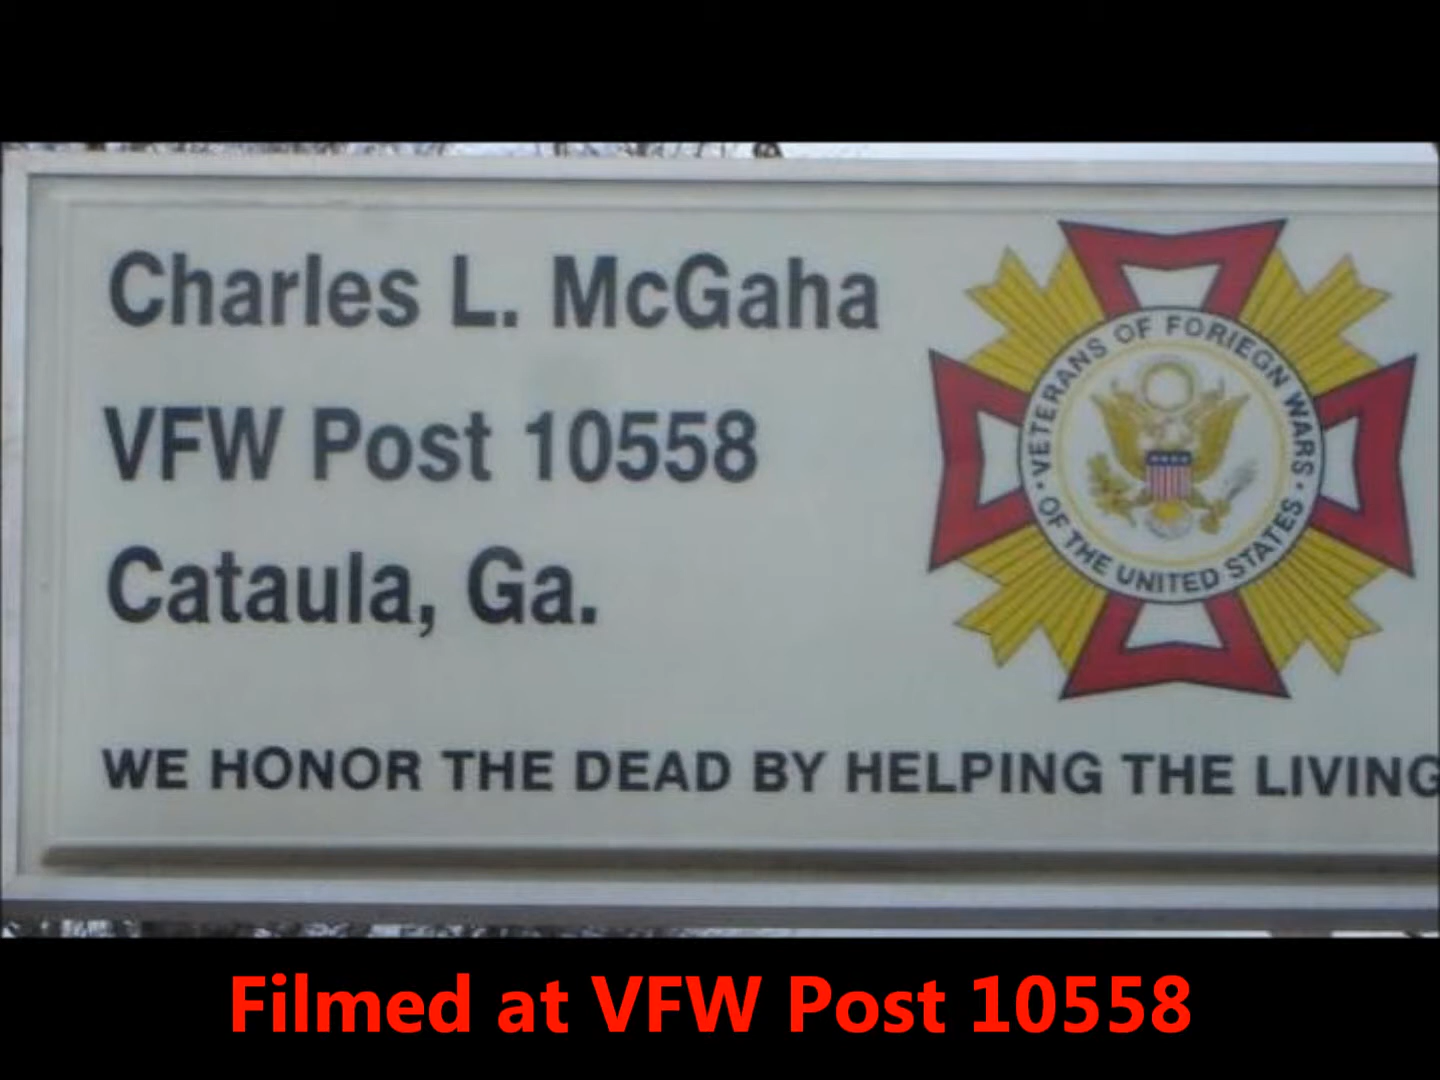 Charles L. McGaha
VFW Post 10558
Cataula, Ga.
VETERANS OF FORIEGN WARS
OF THE UNITED STATES
WE HONOR THE DEAD BY HELPING THE LIVING
Filmed at VFW Post 10558